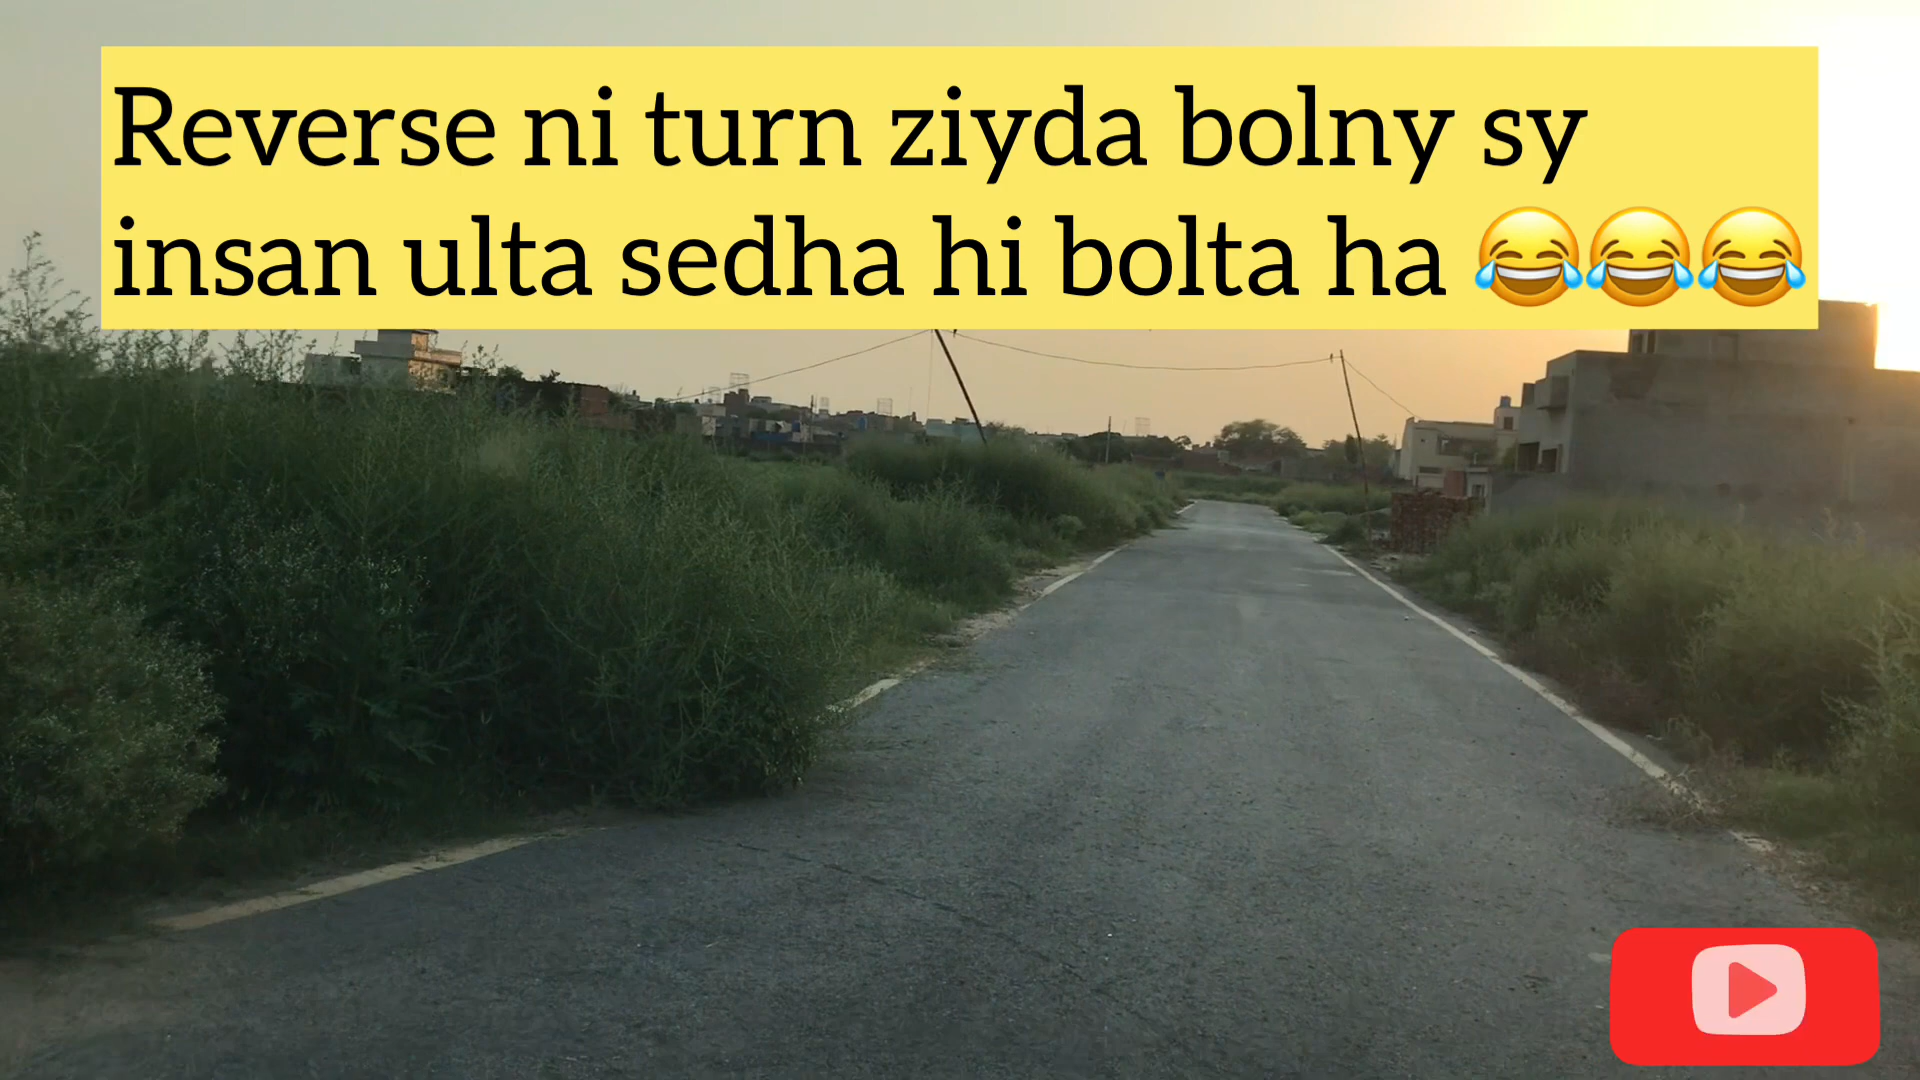 Reverse ni turn ziyda bolny sy
insan ulta sedha hi bolta ha 😂😂😂